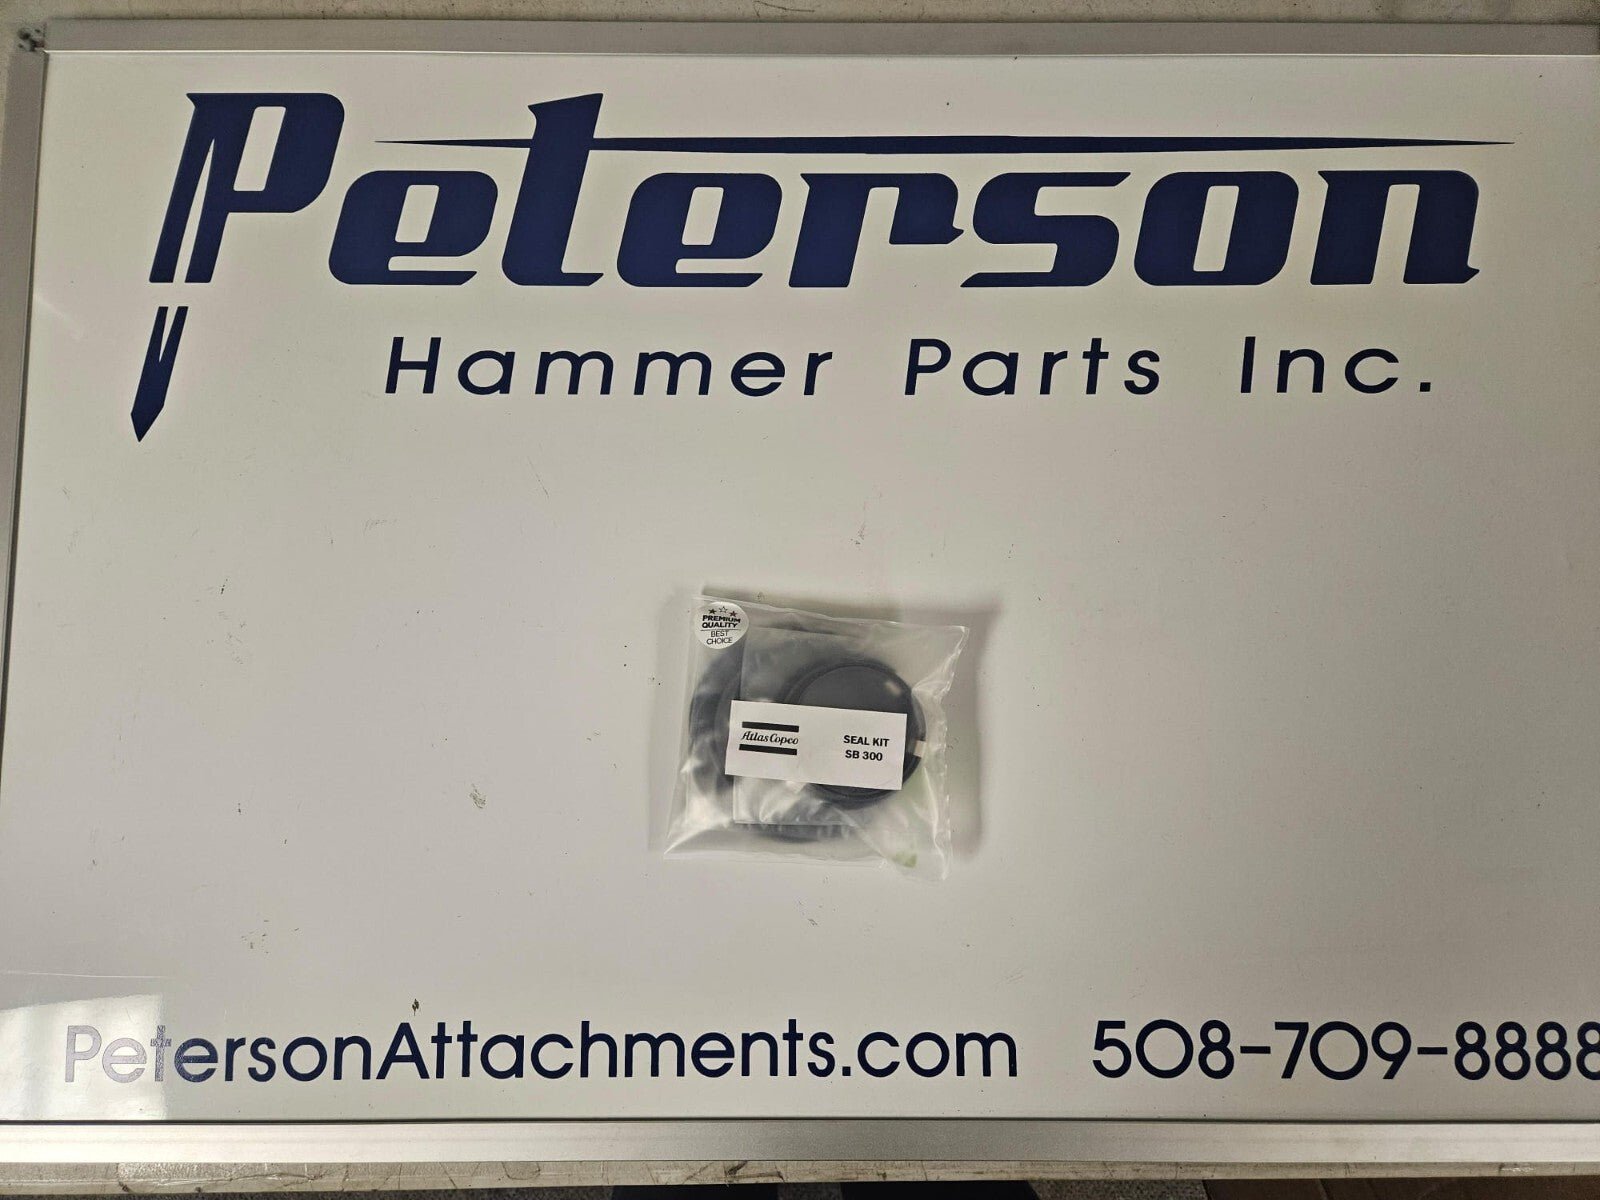 Peterson
Hammer Parts Inc.
PREMIUM
QUALITY
BEST
CHOICE
Atlas Copco
SEAL KIT
SB 300
PetersonAttachments.com 508-709-8888